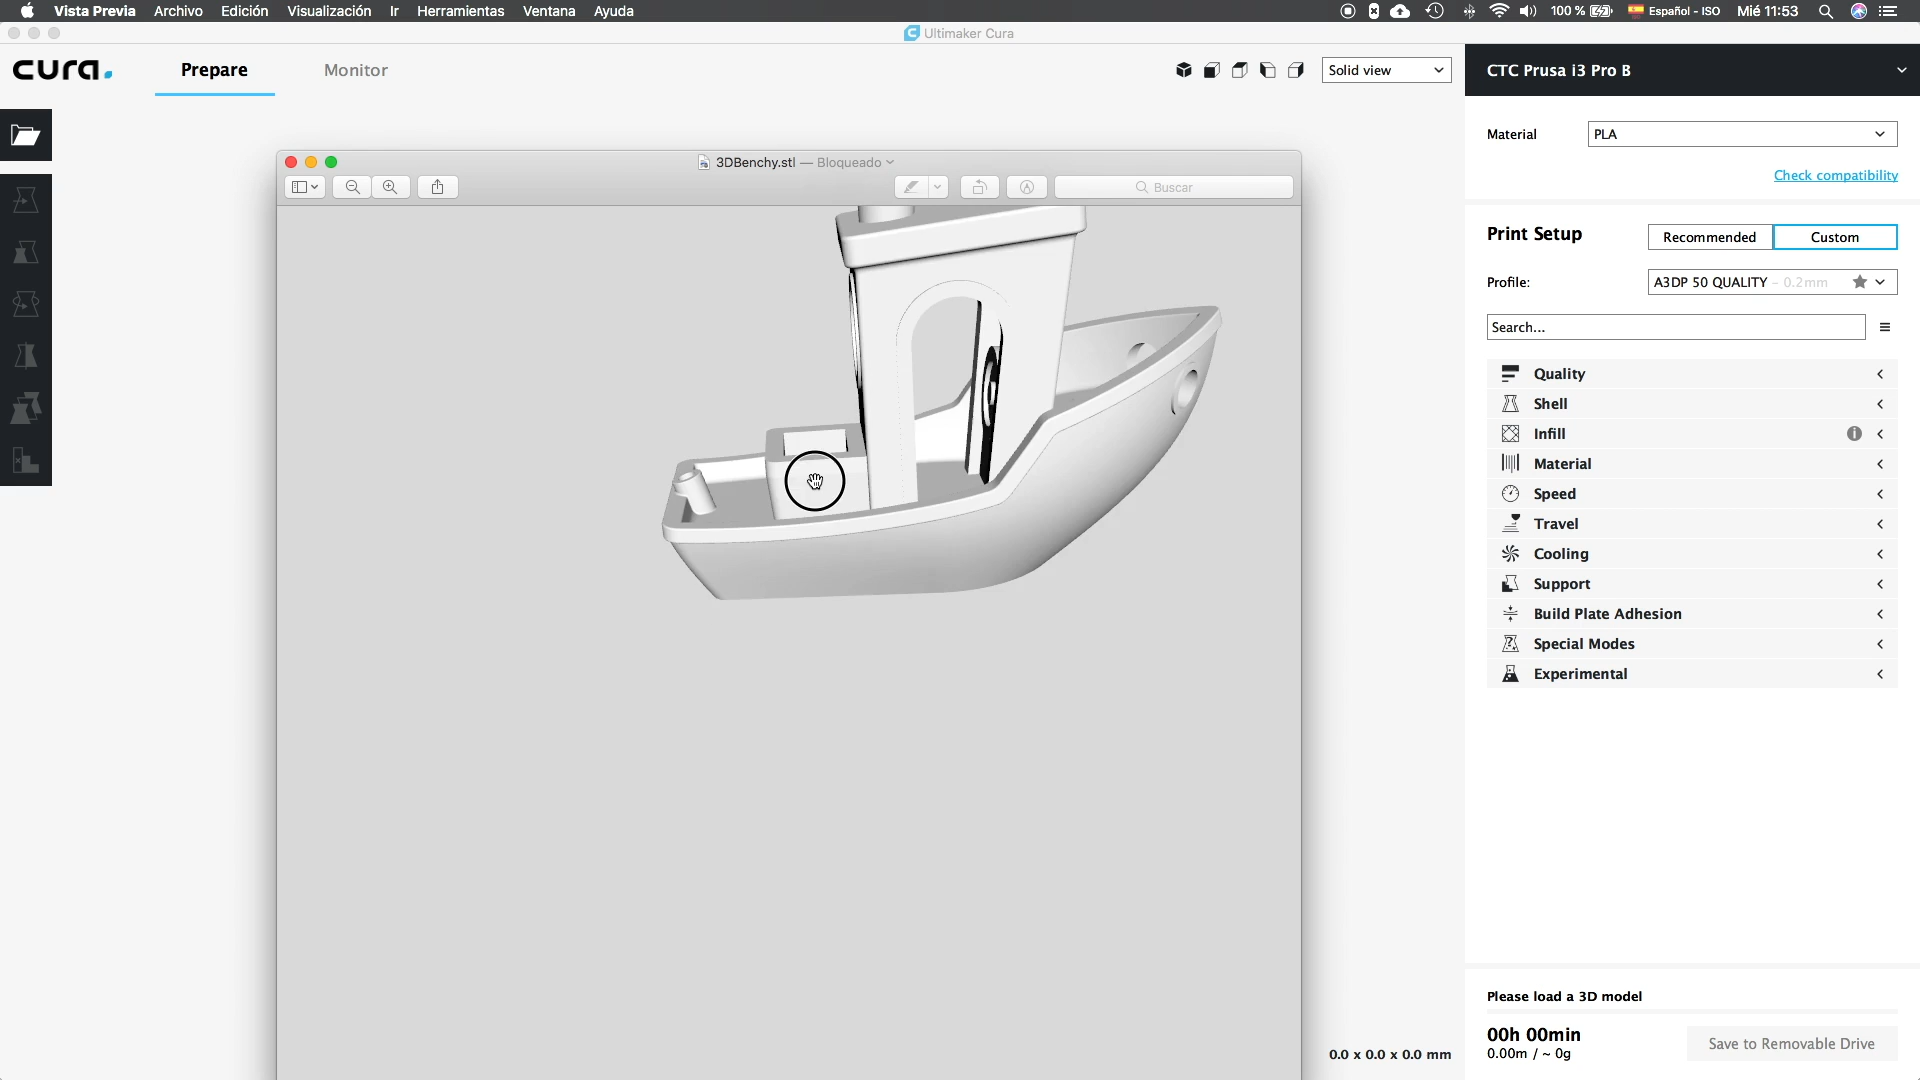 Vista Previa Archivo Edición Visualización Ir Herramientas Ventana Ayuda 100 % Español - ISO Mié 11:53
Ultimaker Cura
cura. Prepare Monitor Solid view CTC Prusa i3 Pro B
Material PLA
Check compatibility
3DBenchy.stl — Bloqueado
Buscar
Print Setup Recommended Custom
Profile: A3DP 50 QUALITY - 0.2mm
Search...
Quality
Shell
Infill
Material
Speed
Travel
Cooling
Support
Build Plate Adhesion
Special Modes
Experimental
Please load a 3D model
00h 00min
0.00m / ~ 0g
Save to Removable Drive
0.0 x 0.0 x 0.0 mm